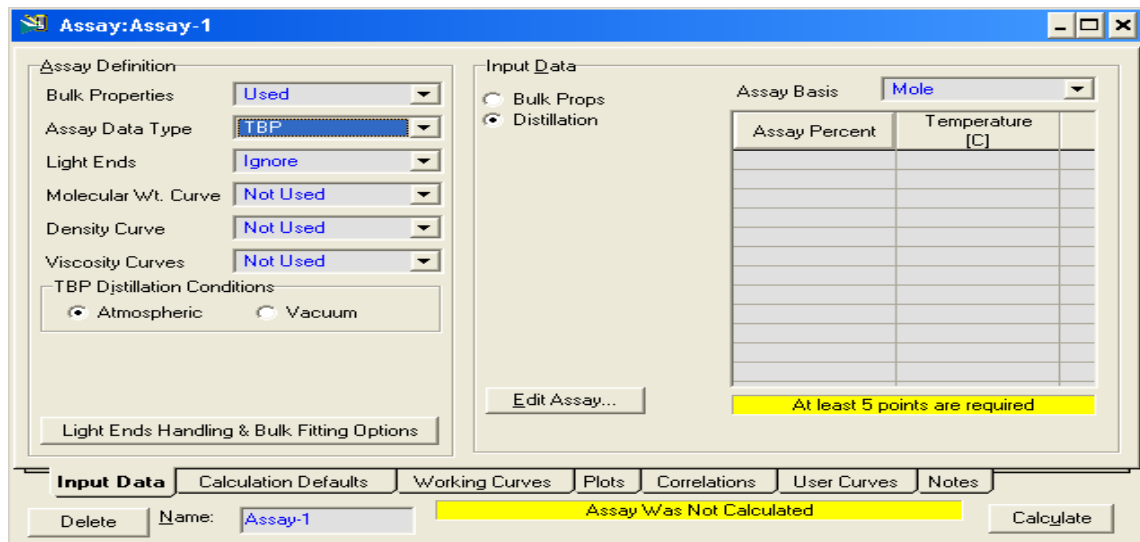 Assay:Assay-1
Assay Definition
Bulk Properties Used
Assay Data Type TBP
Light Ends Ignore
Molecular Wt. Curve Not Used
Density Curve Not Used
Viscosity Curves Not Used
TBP Distillation Conditions
Atmospheric Vacuum
Light Ends Handling & Bulk Fitting Options
Input Data
Bulk Props
Distillation
Assay Basis Mole
Assay Percent Temperature
[C]
Edit Assay...
At least 5 points are required
Input Data Calculation Defaults Working Curves Plots Correlations User Curves Notes
Delete Name: Assay-1 Assay Was Not Calculated Calculate